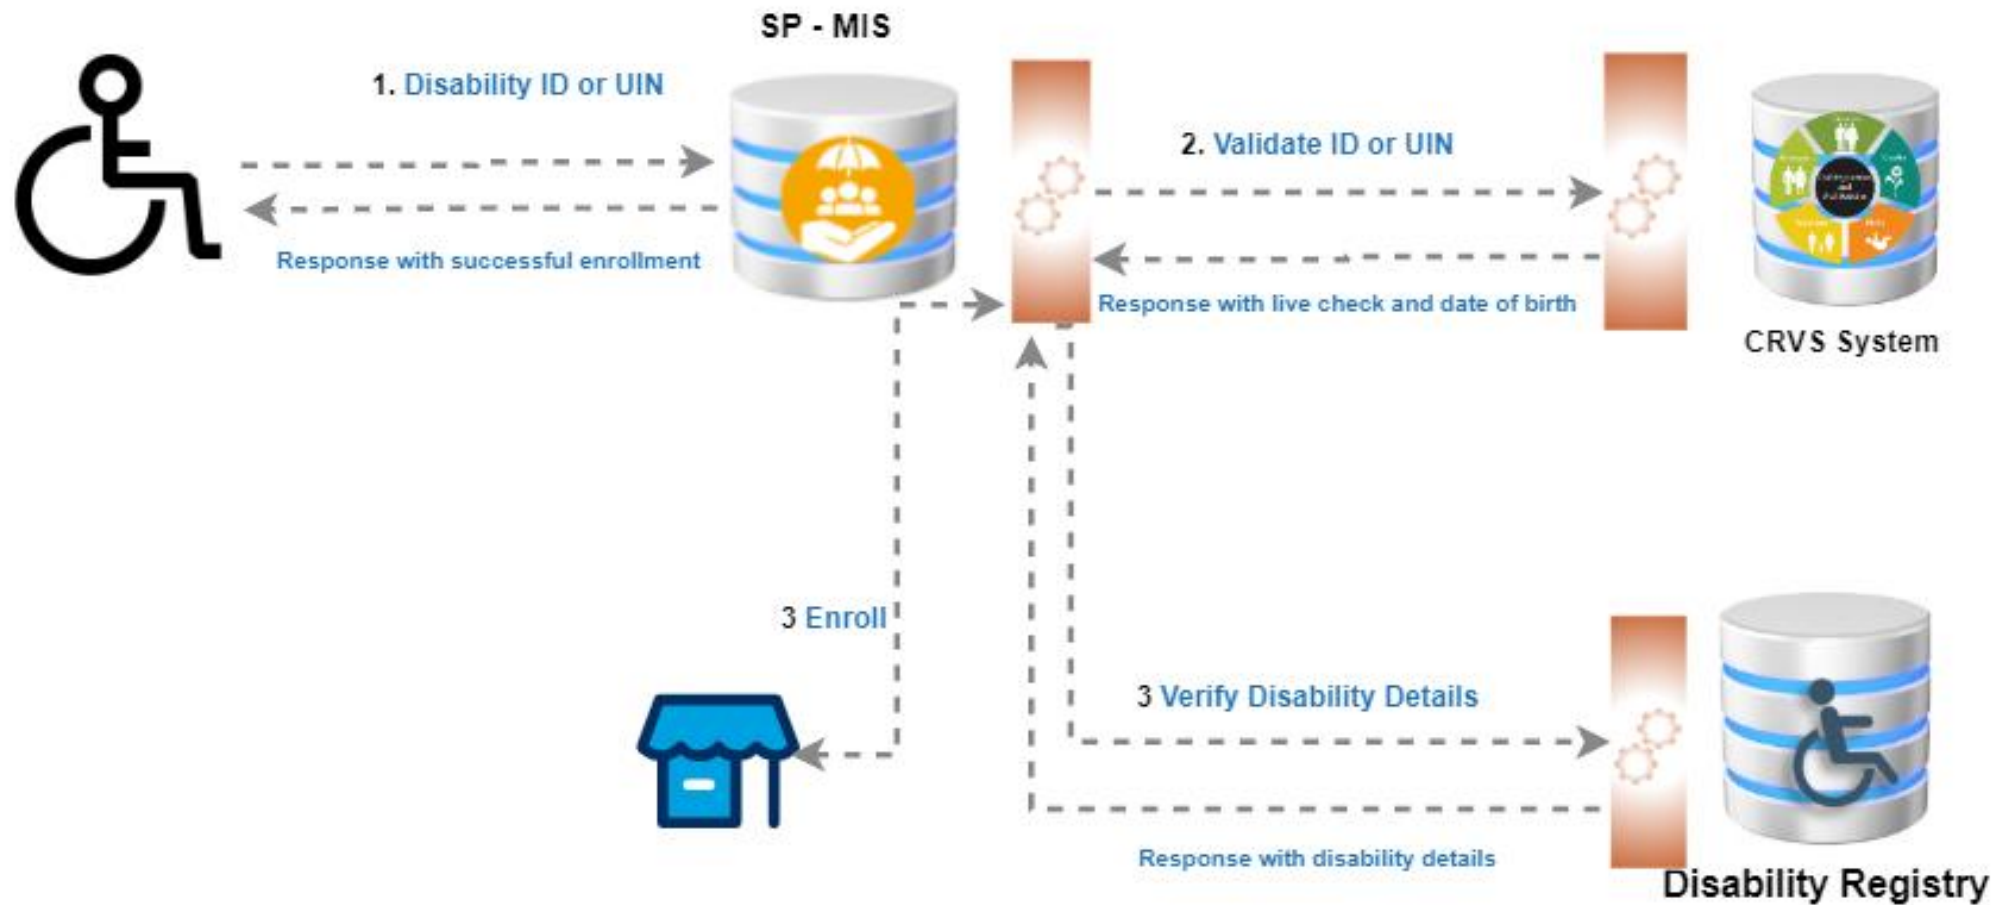 SP - MIS
1. Disability ID or UIN
2. Validate ID or UIN
Response with successful enrollment
Response with live check and date of birth
CRVS System
3 Enroll
3 Verify Disability Details
Response with disability details
Disability Registry